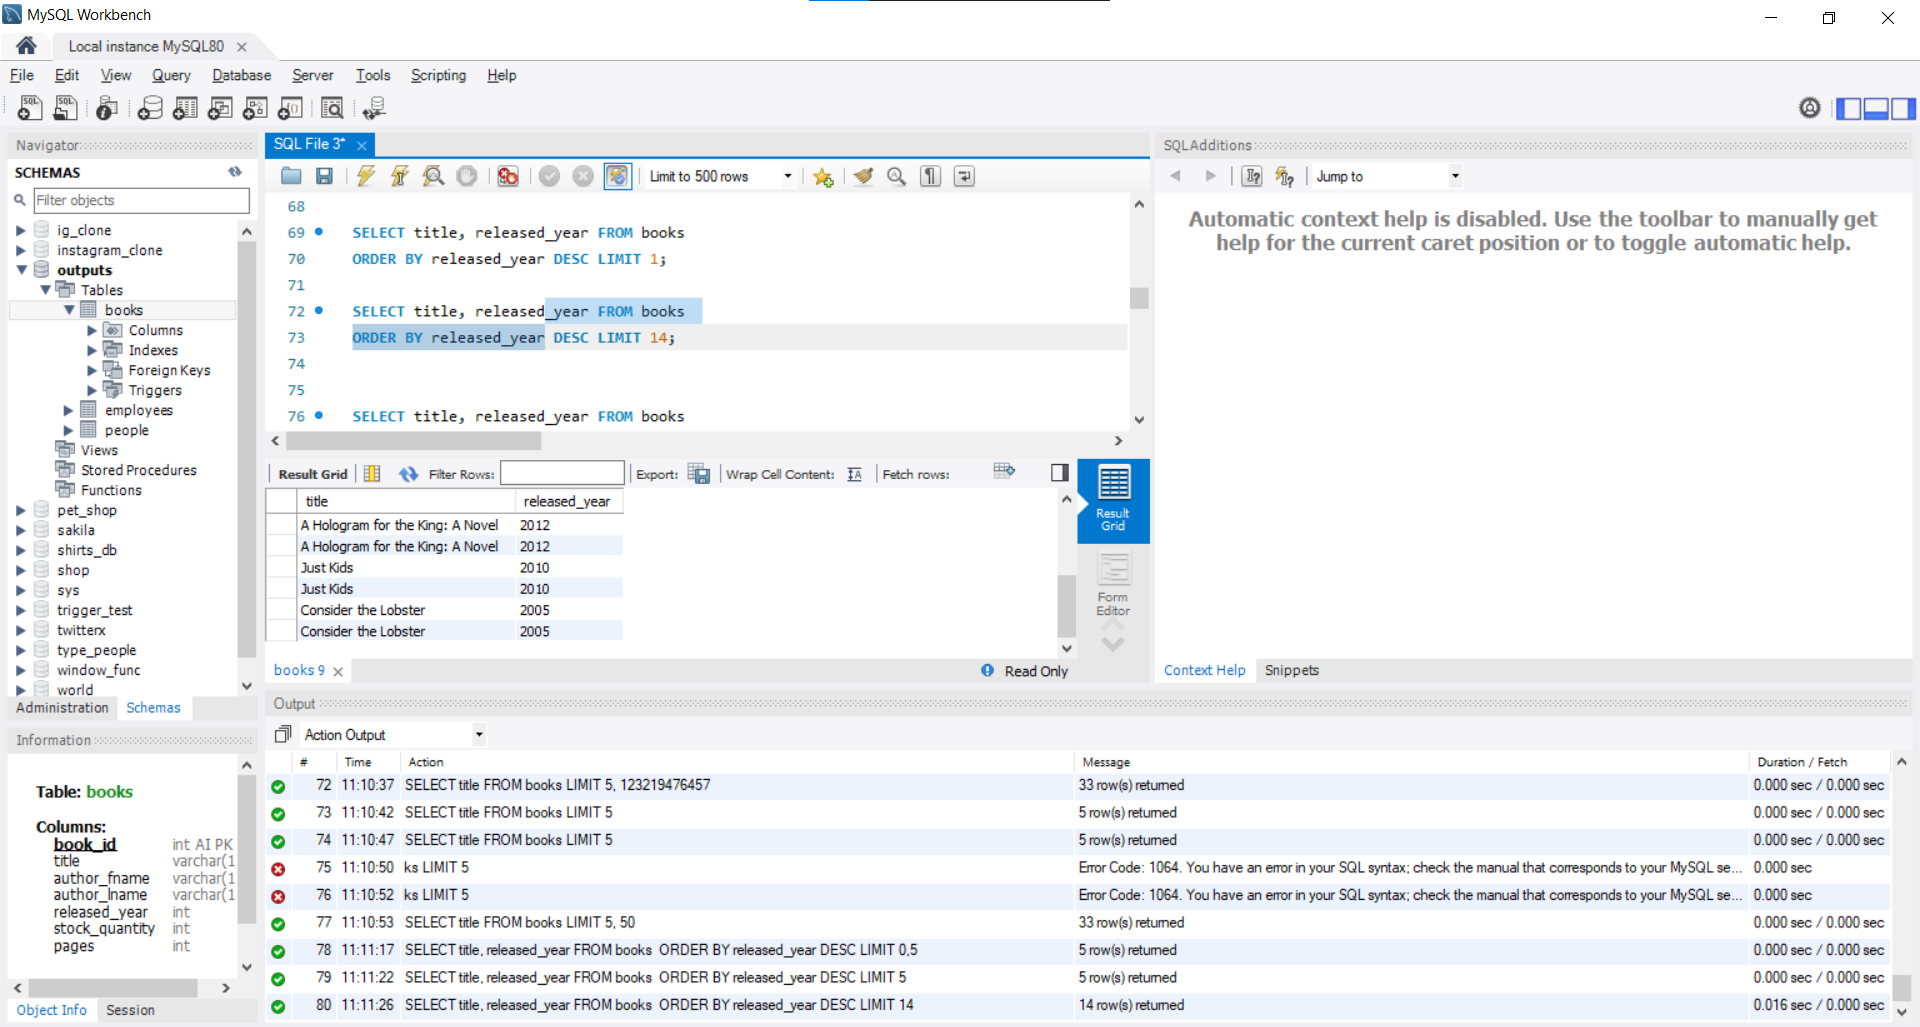 MySQL Workbench
Local instance MySQL80
File Edit View Query Database Server Tools Scripting Help
Navigator
SCHEMAS
Filter objects
ig_clone
instagram_clone
outputs
Tables
books
Columns
Indexes
Foreign Keys
Triggers
employees
people
Views
Stored Procedures
Functions
pet_shop
sakila
shirts_db
shop
sys
trigger_test
twitterx
type_people
window_func
world
Administration Schemas
Information
Table: books
Columns:
book_id int AI PK
title varchar(1
author_fname varchar(1
author_lname varchar(1
released_year int
stock_quantity int
pages int
Object Info Session
SQL File 3*
Limit to 500 rows
68
69 SELECT title, released_year FROM books
70 ORDER BY released_year DESC LIMIT 1;
71
72 SELECT title, released_year FROM books
73 ORDER BY released_year DESC LIMIT 14;
74
75
76 SELECT title, released_year FROM books
Result Grid Filter Rows: Export: Wrap Cell Content: Fetch rows:
title released_year
A Hologram for the King: A Novel 2012
A Hologram for the King: A Novel 2012
Just Kids 2010
Just Kids 2010
Consider the Lobster 2005
Consider the Lobster 2005
Result
Grid
Form
Editor
books 9
Read Only
SQLAdditions
Jump to
Automatic context help is disabled. Use the toolbar to manually get
help for the current caret position or to toggle automatic help.
Context Help Snippets
Output
Action Output
# Time Action Message Duration / Fetch
72 11:10:37 SELECT title FROM books LIMIT 5, 123219476457 33 row(s) returned 0.000 sec / 0.000 sec
73 11:10:42 SELECT title FROM books LIMIT 5 5 row(s) returned 0.000 sec / 0.000 sec
74 11:10:47 SELECT title FROM books LIMIT 5 5 row(s) returned 0.000 sec / 0.000 sec
75 11:10:50 ks LIMIT 5 Error Code: 1064. You have an error in your SQL syntax; check the manual that corresponds to your MySQL se... 0.000 sec
76 11:10:52 ks LIMIT 5 Error Code: 1064. You have an error in your SQL syntax; check the manual that corresponds to your MySQL se... 0.000 sec
77 11:10:53 SELECT title FROM books LIMIT 5, 50 33 row(s) returned 0.000 sec / 0.000 sec
78 11:11:17 SELECT title, released_year FROM books ORDER BY released_year DESC LIMIT 0,5 5 row(s) returned 0.000 sec / 0.000 sec
79 11:11:22 SELECT title, released_year FROM books ORDER BY released_year DESC LIMIT 5 5 row(s) returned 0.000 sec / 0.000 sec
80 11:11:26 SELECT title, released_year FROM books ORDER BY released_year DESC LIMIT 14 14 row(s) returned 0.016 sec / 0.000 sec